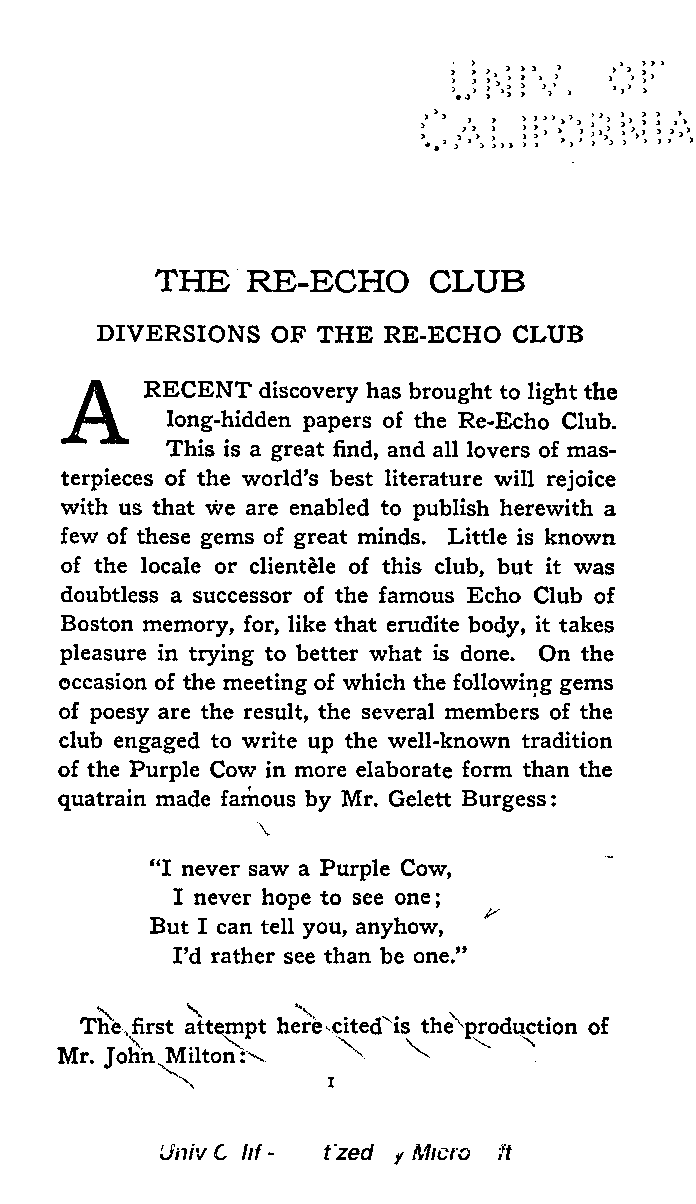 UNIV. OF
CALIFORNIA
THE RE-ECHO CLUB
DIVERSIONS OF THE RE-ECHO CLUB
A RECENT discovery has brought to light the
long-hidden papers of the Re-Echo Club.
This is a great find, and all lovers of mas-
terpieces of the world's best literature will rejoice
with us that we are enabled to publish herewith a
few of these gems of great minds. Little is known
of the locale or clientèle of this club, but it was
doubtless a successor of the famous Echo Club of
Boston memory, for, like that erudite body, it takes
pleasure in trying to better what is done. On the
occasion of the meeting of which the following gems
of poesy are the result, the several members of the
club engaged to write up the well-known tradition
of the Purple Cow in more elaborate form than the
quatrain made famous by Mr. Gelett Burgess:
"I never saw a Purple Cow,
I never hope to see one;
But I can tell you, anyhow,
I'd rather see than be one."
The first attempt here cited is the production of
Mr. John Milton:
I
Univ